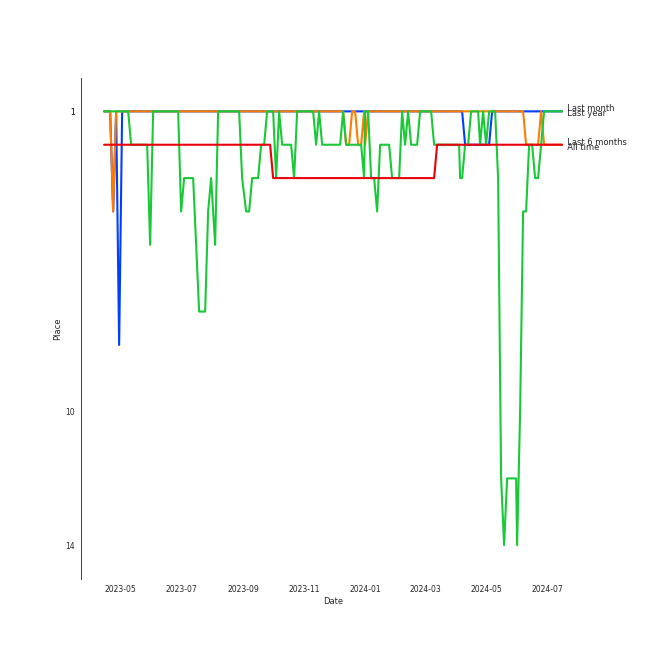 1
Last month
Last year
Last 6 months
All time
Place
10
14
2023-05
2023-07
2023-09
2023-11
2024-01
2024-03
2024-05
2024-07
Date